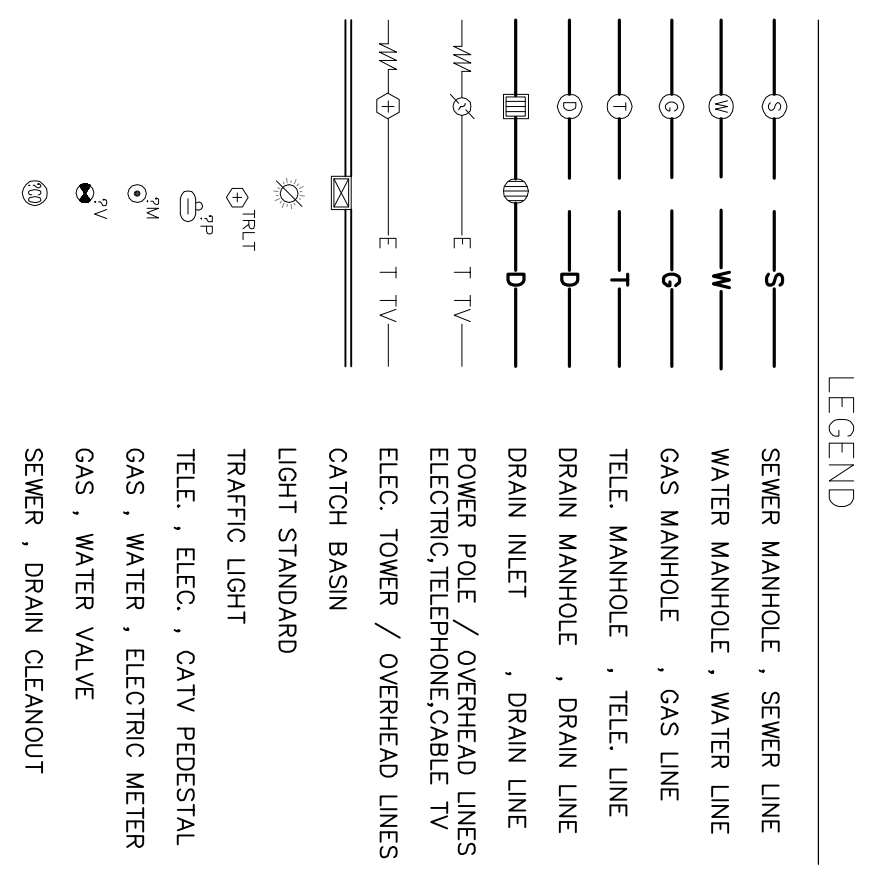 LEGEND
S S SEWER MANHOLE , SEWER LINE
W W WATER MANHOLE , WATER LINE
G G GAS MANHOLE , GAS LINE
T T TELE. MANHOLE , TELE. LINE
D D DRAIN MANHOLE , DRAIN LINE
D DRAIN INLET , DRAIN LINE
E T TV POWER POLE / OVERHEAD LINES
ELECTRIC,TELEPHONE,CABLE TV
E T TV ELEC. TOWER / OVERHEAD LINES
CATCH BASIN
LIGHT STANDARD
TRLT TRAFFIC LIGHT
?P TELE. , ELEC. , CATV PEDESTAL
?M GAS , WATER , ELECTRIC METER
?V GAS , WATER VALVE
?CO SEWER , DRAIN CLEANOUT